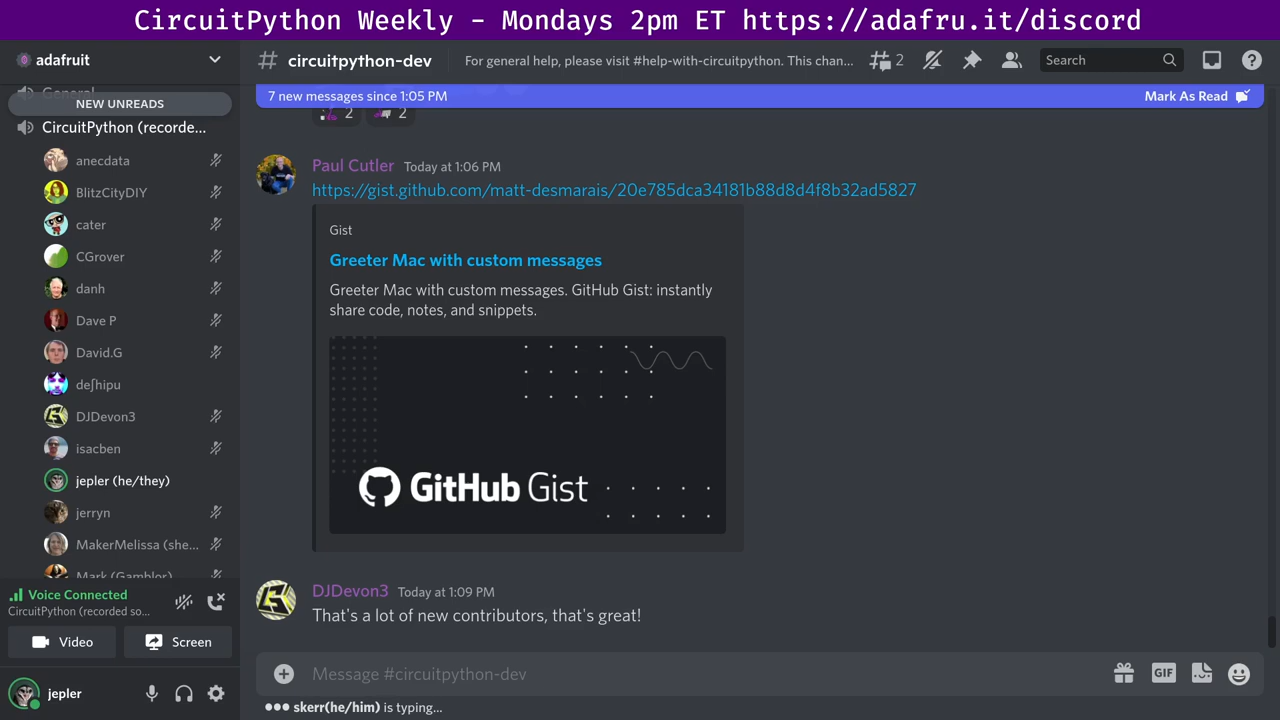 CircuitPython Weekly - Mondays 2pm ET https://adafru.it/discord
adafruit
General
NEW UNREADS
CircuitPython (recorde...
anecdata
BlitzCityDIY
cater
CGrover
danh
Dave P
David.G
deʃhipu
DJDevon3
isacben
jepler (he/they)
jerryn
MakerMelissa (she...
Mark (Gamblor)
Voice Connected
CircuitPython (recorded so...
Video
Screen
jepler
# circuitpython-dev
For general help, please visit #help-with-circuitpython. This chan...
2
Search
7 new messages since 1:05 PM
Mark As Read
2
2
Paul Cutler Today at 1:06 PM
https://gist.github.com/matt-desmarais/20e785dca34181b88d8d4f8b32ad5827
Gist
Greeter Mac with custom messages
Greeter Mac with custom messages. GitHub Gist: instantly
share code, notes, and snippets.
GitHub Gist
DJDevon3 Today at 1:09 PM
That's a lot of new contributors, that's great!
Message #circuitpython-dev
GIF
skerr(he/him) is typing...